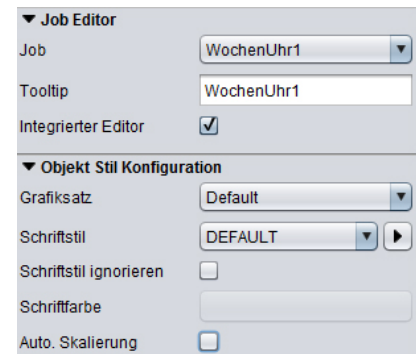 Job Editor
Job WochenUhr1
Tooltip WochenUhr1
Integrierter Editor
Objekt Stil Konfiguration
Grafiksatz Default
Schriftstil DEFAULT
Schriftstil ignorieren
Schriftfarbe
Auto. Skalierung